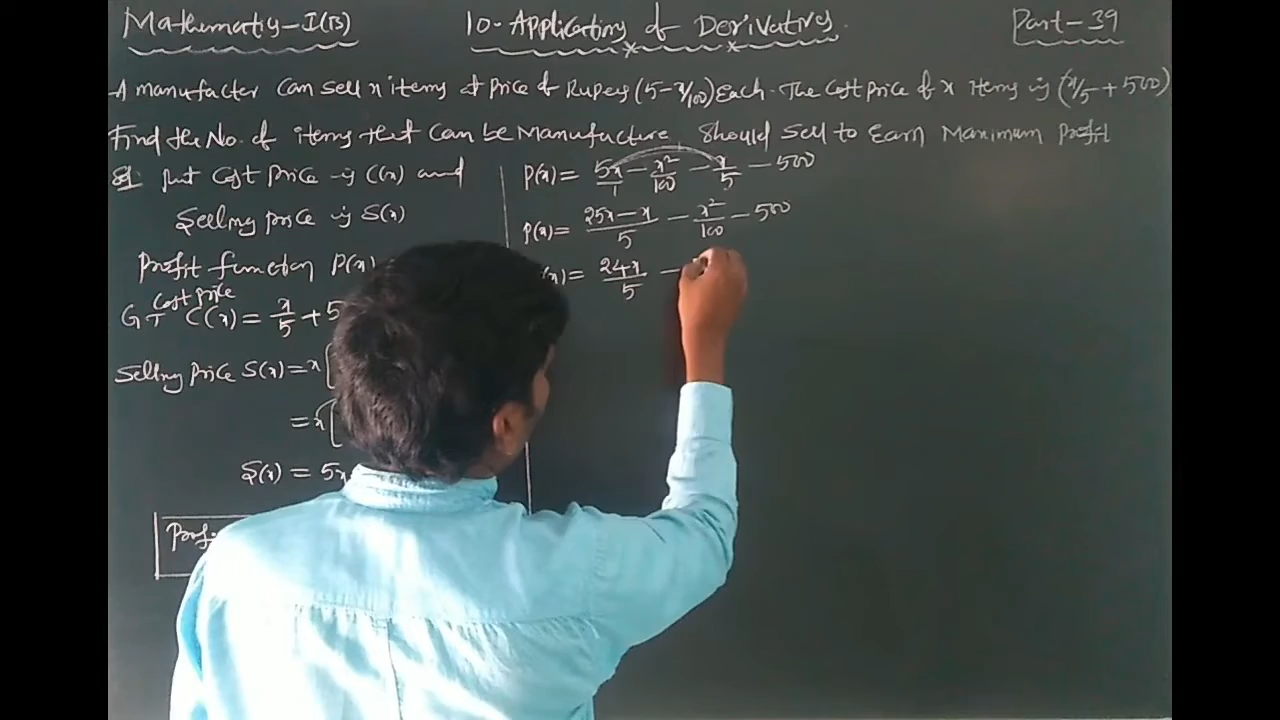 Mathematics-I(B)
10. Applications of Derivatives.
Part-39
A manufacter can sell x items at price of Rupees (5-x/100) Each. The Cost price of x items is (x/5 + 500)
Find the No. of items that can be Manufacture Should Sell to Earn Maximum Profit
Sol: put Cost price is C(x) and
Selling price is S(x)
Profit function P(x)
Cost price
GT C(x) = x/5 + 5
Selling price S(x) = x[
= x[
S(x) = 5x
Prof
P(x) = 5x/1 - x²/100 - x/5 - 500
P(x) = 25x - x/5 - x²/100 - 500
(x) = 24x/5 -